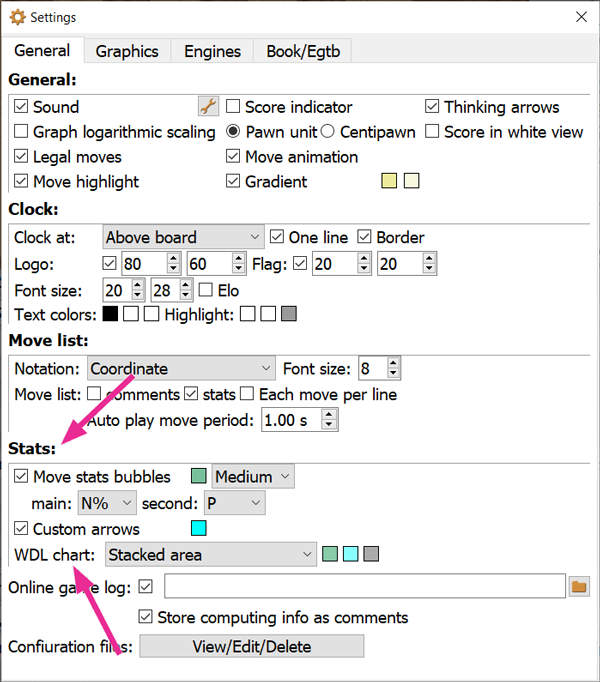 Settings
General Graphics Engines Book/Egtb
General:
Sound Score indicator Thinking arrows
Graph logarithmic scaling Pawn unit Centipawn Score in white view
Legal moves Move animation
Move highlight Gradient
Clock:
Clock at: Above board One line Border
Logo: 80 60 Flag: 20 20
Font size: 20 28 Elo
Text colors: Highlight:
Move list:
Notation: Coordinate Font size: 8
Move list: comments stats Each move per line
Auto play move period: 1.00 s
Stats:
Move stats bubbles Medium
main: N% second: P
Custom arrows
WDL chart: Stacked area
Online game log:
Store computing info as comments
Confiuration files: View/Edit/Delete